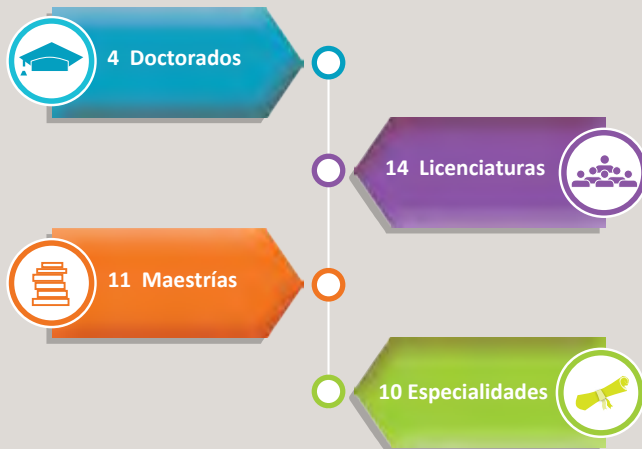 4 Doctorados
14 Licenciaturas
11 Maestrías
10 Especialidades